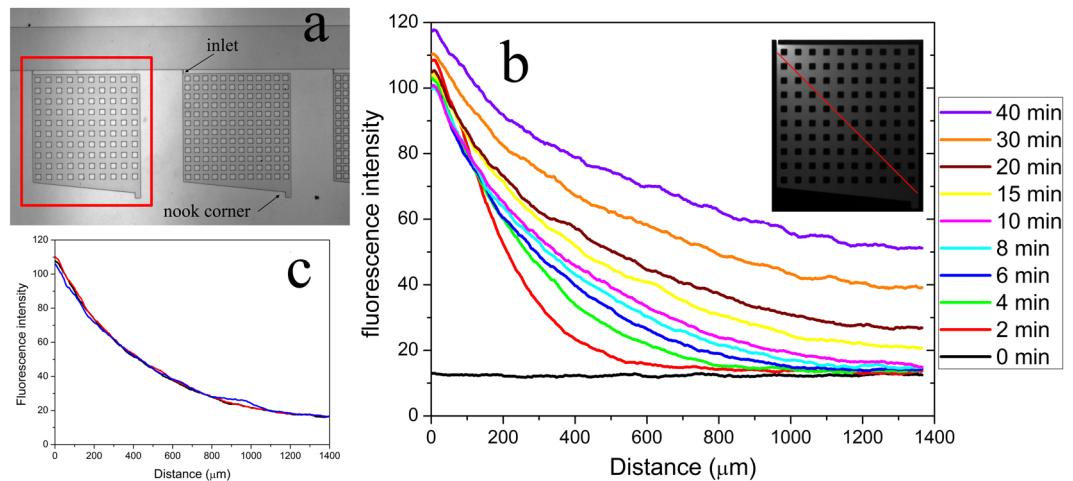 a
inlet
nook corner
b
fluorescence intensity
120
100
80
60
40
20
0
0 200 400 600 800 1000 1200 1400
Distance (μm)
40 min
30 min
20 min
15 min
10 min
8 min
6 min
4 min
2 min
0 min
c
Fluorescence intensity
120
100
80
60
40
20
0
0 200 400 600 800 1000 1200 1400
Distance (μm)